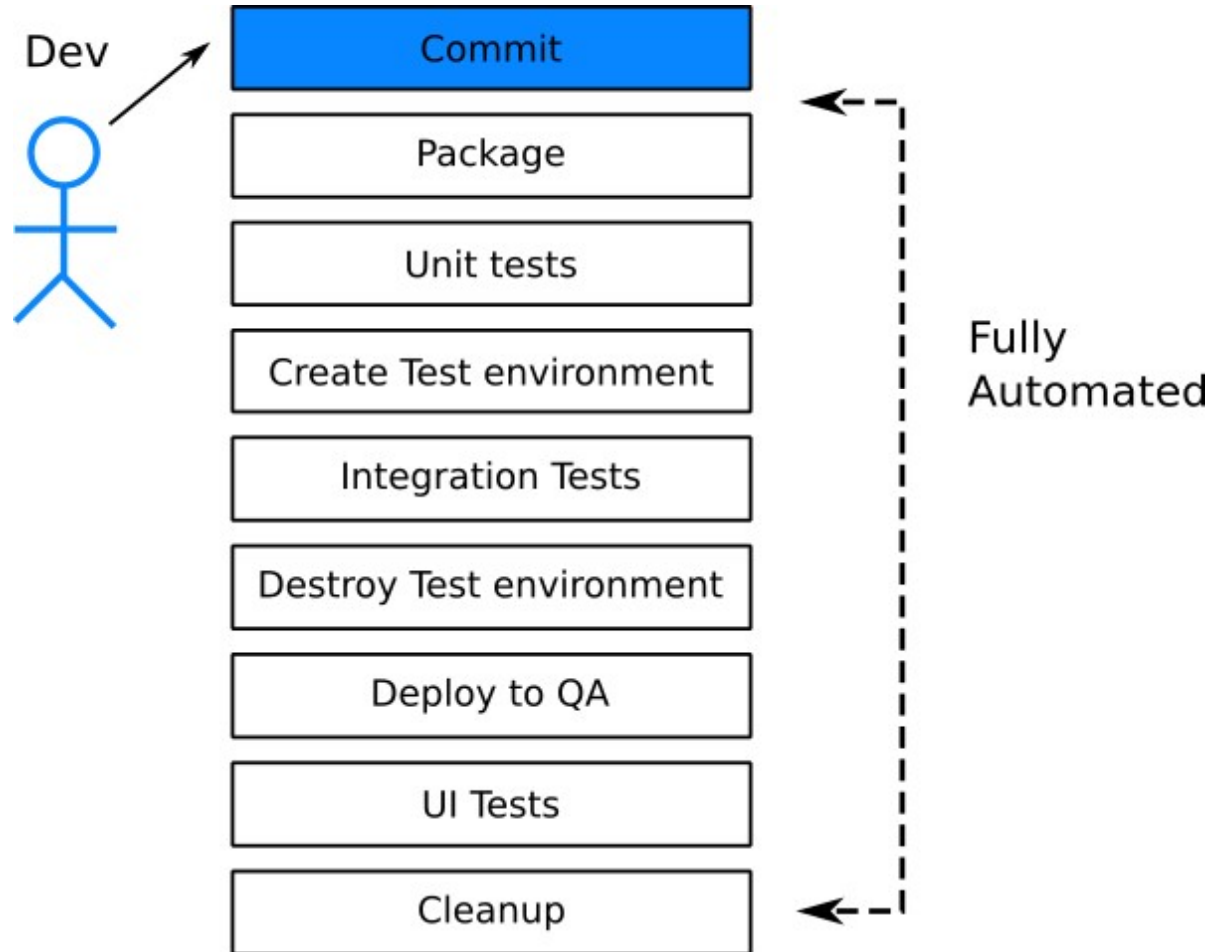 Dev
Commit
Package
Unit tests
Create Test environment
Integration Tests
Destroy Test environment
Deploy to QA
UI Tests
Cleanup
Fully
Automated